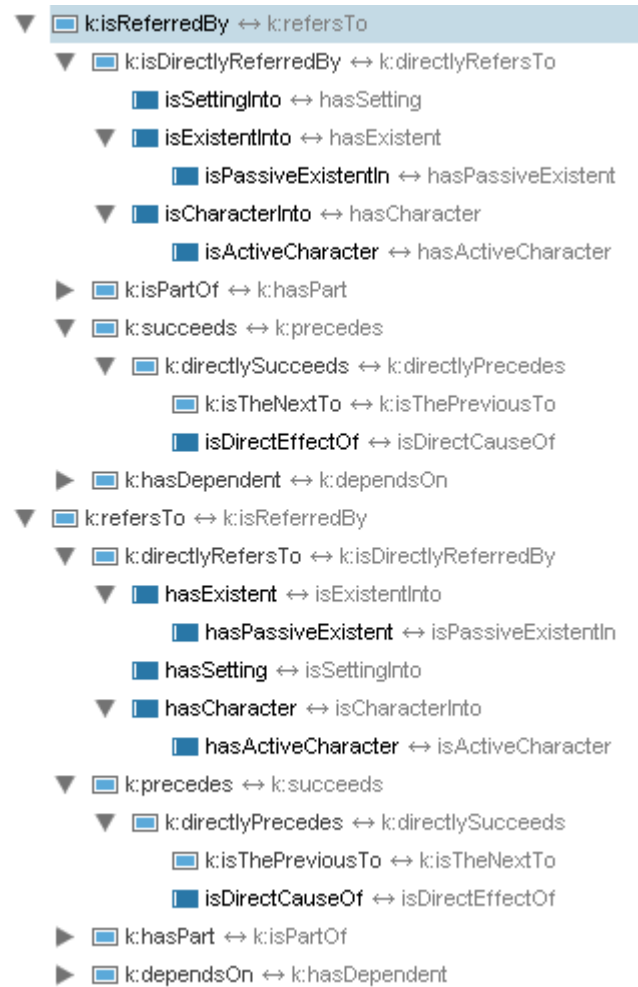 k:isReferredBy ↔ k:refersTo
k:isDirectlyReferredBy ↔ k:directlyRefersTo
isSettingInto ↔ hasSetting
isExistentInto ↔ hasExistent
isPassiveExistentIn ↔ hasPassiveExistent
isCharacterInto ↔ hasCharacter
isActiveCharacter ↔ hasActiveCharacter
k:isPartOf ↔ k:hasPart
k:succeeds ↔ k:precedes
k:directlySucceeds ↔ k:directlyPrecedes
k:isTheNextTo ↔ k:isThePreviousTo
isDirectEffectOf ↔ isDirectCauseOf
k:hasDependent ↔ k:dependsOn
k:refersTo ↔ k:isReferredBy
k:directlyRefersTo ↔ k:isDirectlyReferredBy
hasExistent ↔ isExistentInto
hasPassiveExistent ↔ isPassiveExistentIn
hasSetting ↔ isSettingInto
hasCharacter ↔ isCharacterInto
hasActiveCharacter ↔ isActiveCharacter
k:precedes ↔ k:succeeds
k:directlyPrecedes ↔ k:directlySucceeds
k:isThePreviousTo ↔ k:isTheNextTo
isDirectCauseOf ↔ isDirectEffectOf
k:hasPart ↔ k:isPartOf
k:dependsOn ↔ k:hasDependent